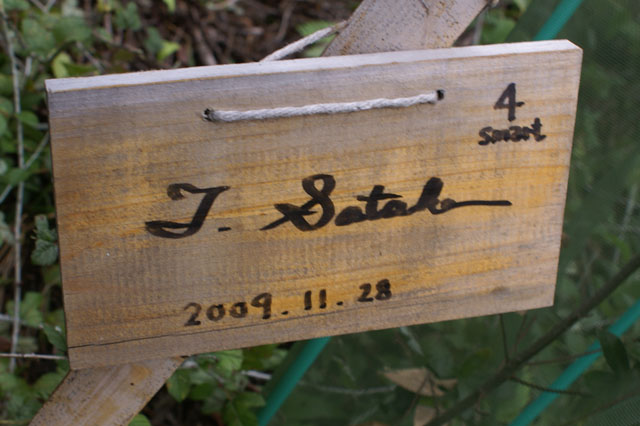 4
smart
T. Satake
2009.11.28